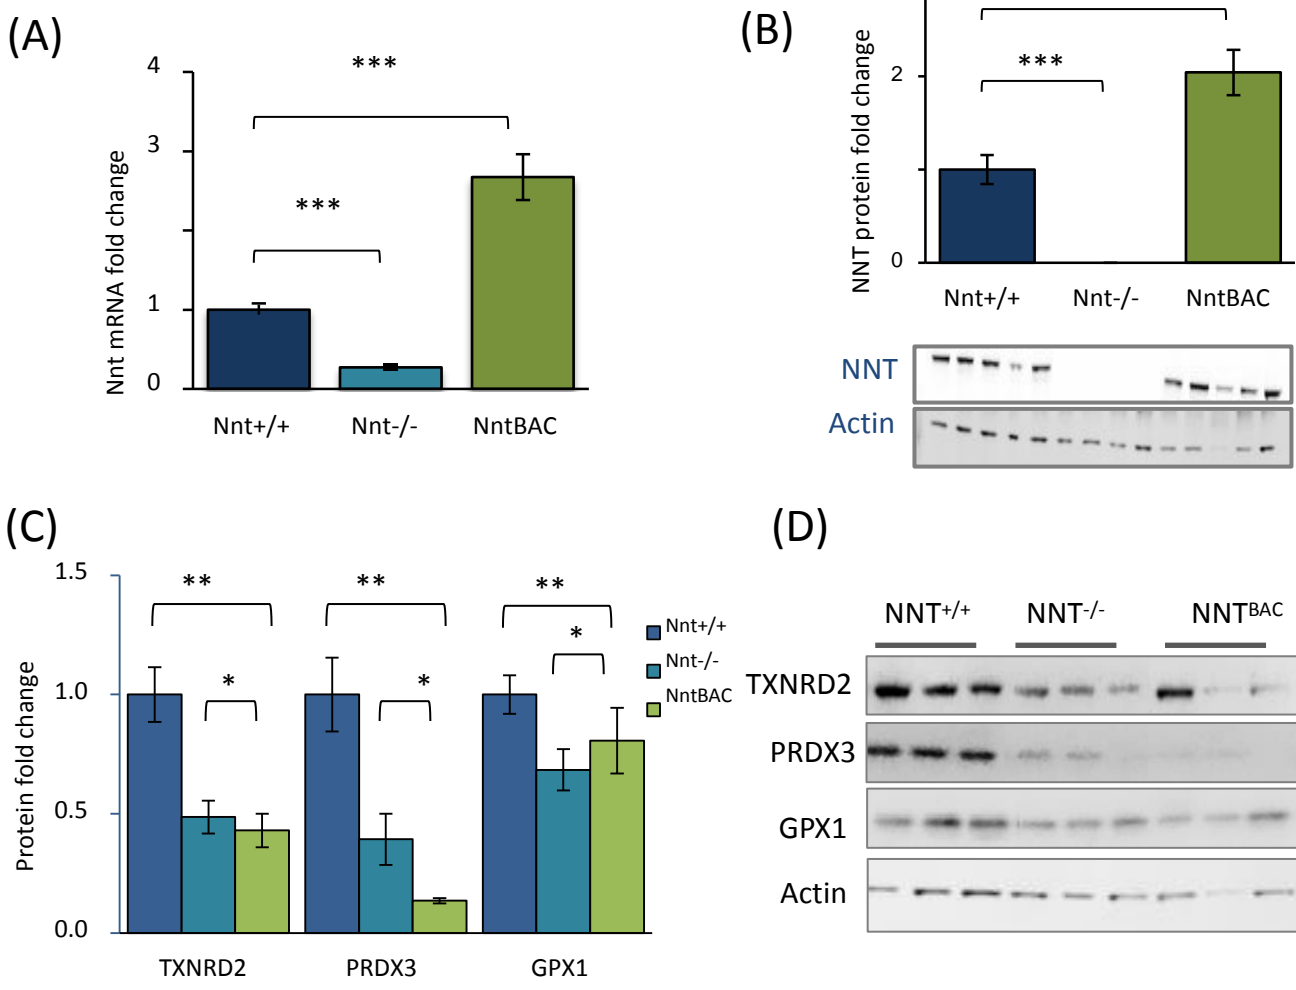 (A)
Nnt mRNA fold change
4
3
1
0
***
***
Nnt+/+ Nnt-/- NntBAC
(B)
NNT protein fold change
2
0
***
Nnt+/+ Nnt-/- NntBAC
NNT
Actin
(C)
Protein fold change
1.5
1.0
0.5
0.0
** ** **
* * *
Nnt+/+
Nnt-/-
NntBAC
TXNRD2 PRDX3 GPX1
(D)
NNT+/+ NNT-/- NNTBAC
TXNRD2
PRDX3
GPX1
Actin